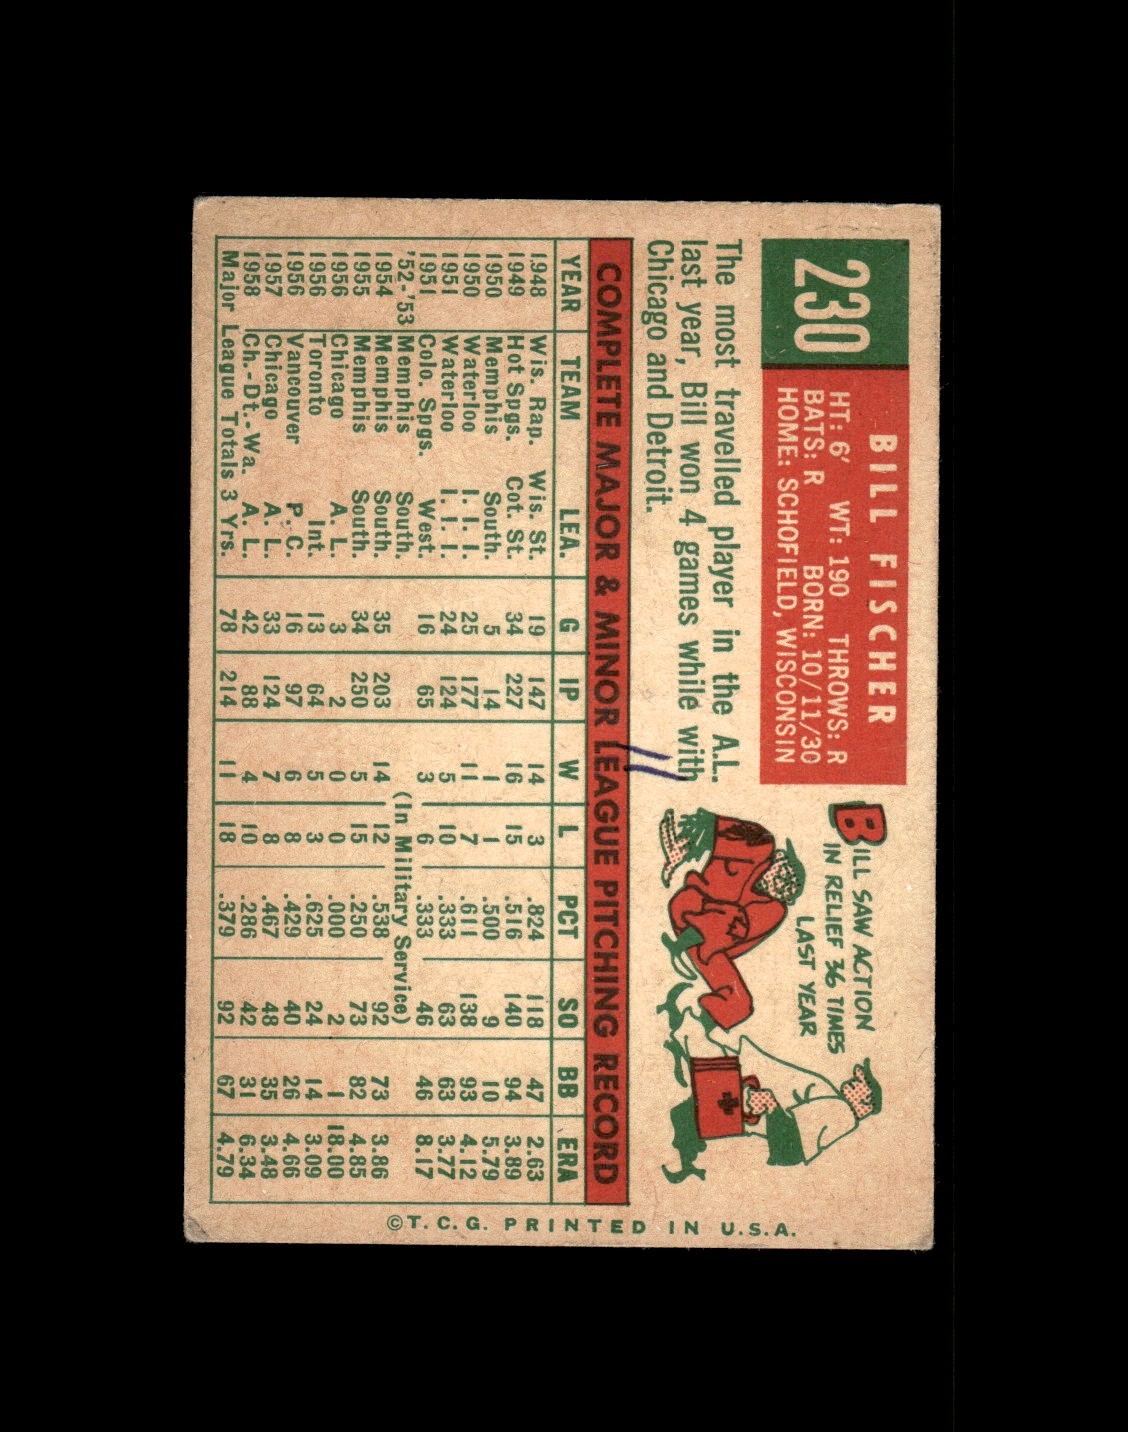 230
BILL FISCHER
HT: 6' WT: 190 THROWS: R
BATS: R BORN: 10/11/30
HOME: SCHOFIELD, WISCONSIN
The most travelled player in the A.L.
last year, Bill won 4 games while with
Chicago and Detroit.
BILL SAW ACTION
IN RELIEF 36 TIMES
LAST YEAR
COMPLETE MAJOR & MINOR LEAGUE PITCHING RECORD
YEAR TEAM LEA. G IP W L PCT SO BB ERA
1948 Wis. Rap. Wis. St. 19 147 14 3 .824 118 47 2.63
1949 Hot Spgs. Cot. St. 34 227 16 15 .516 140 94 3.89
1950 Memphis South. 5 14 1 1 .500 9 10 5.79
1950 Waterloo I. I. I. 25 177 11 7 .611 138 93 4.12
1951 Waterloo I. I. I. 24 124 5 10 .333 63 63 3.77
1951 Colo. Spgs. West. 16 65 3 6 .333 46 46 8.17
'52-'53 Memphis South. (In Military Service)
1954 Memphis South. 35 203 14 12 .538 92 73 3.86
1955 Memphis South. 34 250 5 15 .250 73 82 4.85
1956 Chicago A. L. 3 2 0 0 .000 2 1 18.00
1956 Toronto Int. 13 64 5 3 .625 24 14 3.09
1956 Vancouver P. C. 16 97 6 8 .429 40 26 4.66
1957 Chicago A. L. 33 124 7 8 .467 48 35 3.48
1958 Ch.-Dt.-Wa. A. L. 42 88 4 10 .286 42 31 6.34
Major League Totals 3 Yrs. 78 214 11 18 .379 92 67 4.79
©T.C.G. PRINTED IN U.S.A.